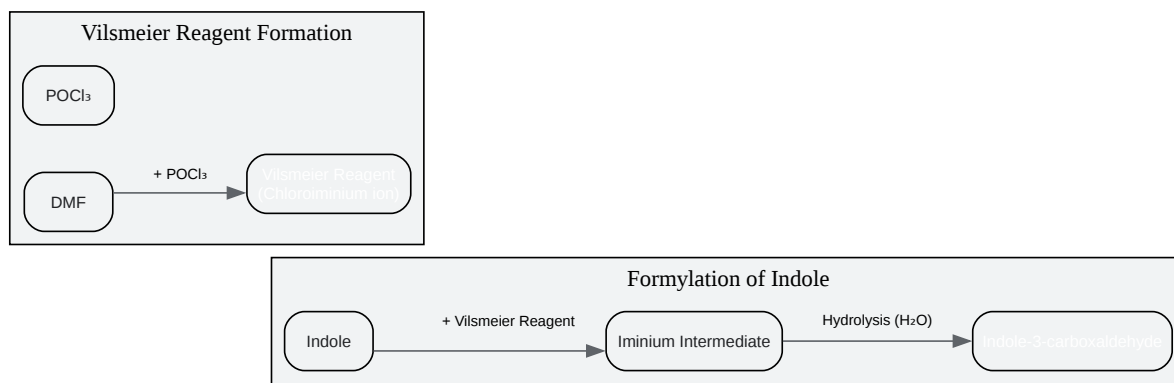 Vilsmeier Reagent Formation
POCl₃
+ POCl₃
DMF
Vilsmeier Reagent
(Chloroiminium ion)
Formylation of Indole
Indole
+ Vilsmeier Reagent
Iminium Intermediate
Hydrolysis (H₂O)
Indole-3-carboxaldehyde